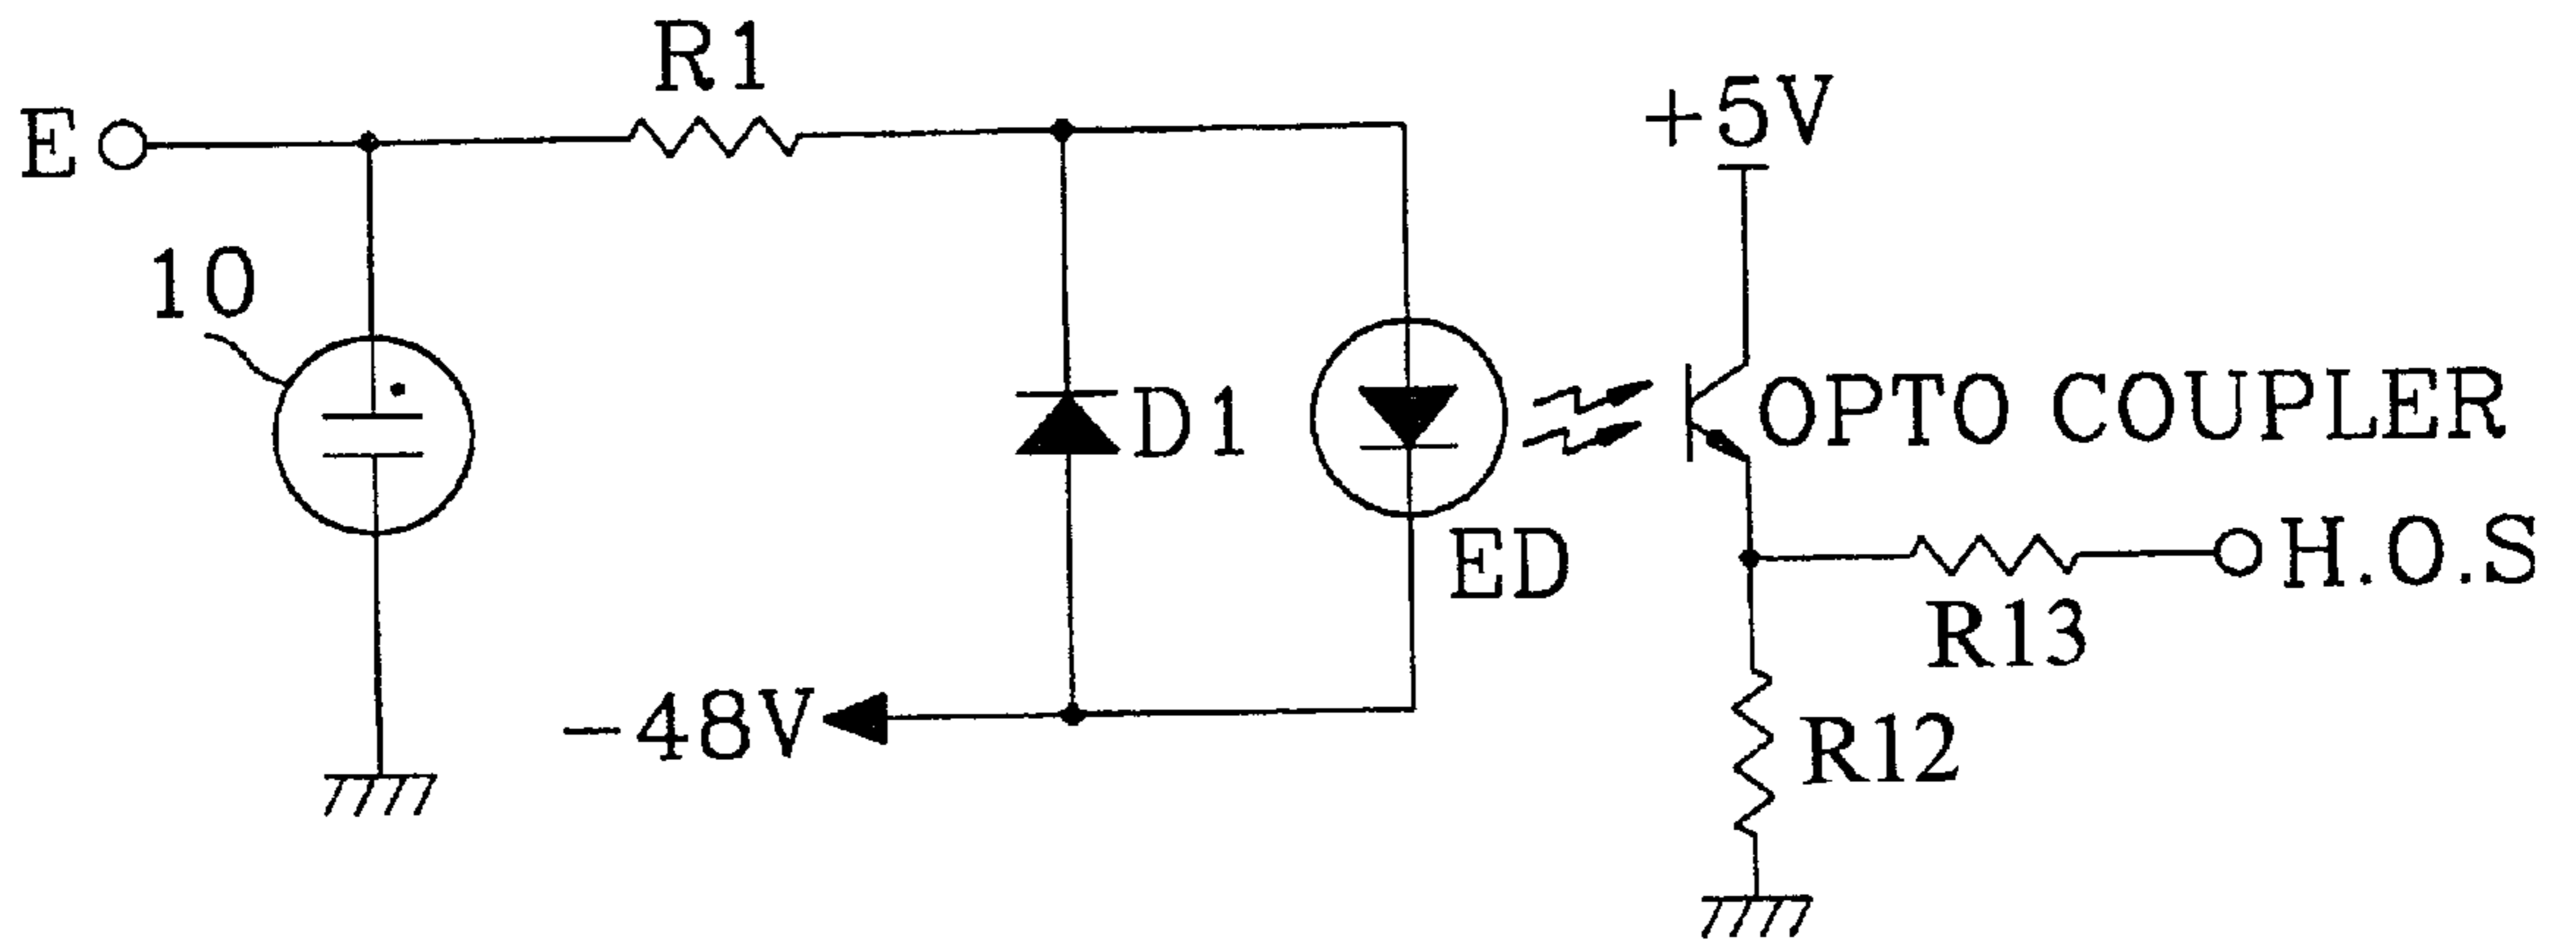 R1
+5V
E
10
D1
OPTO COUPLER
ED
H.O.S
R13
-48V
R12